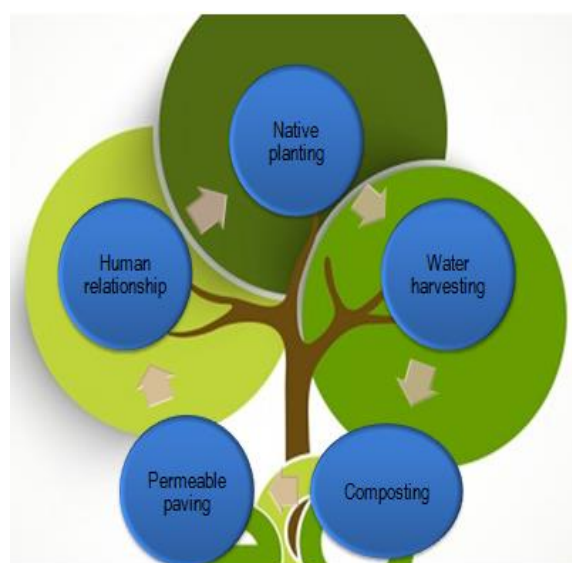 Native
planting
Human
relationship
Water
harvesting
Permeable
paving
Composting